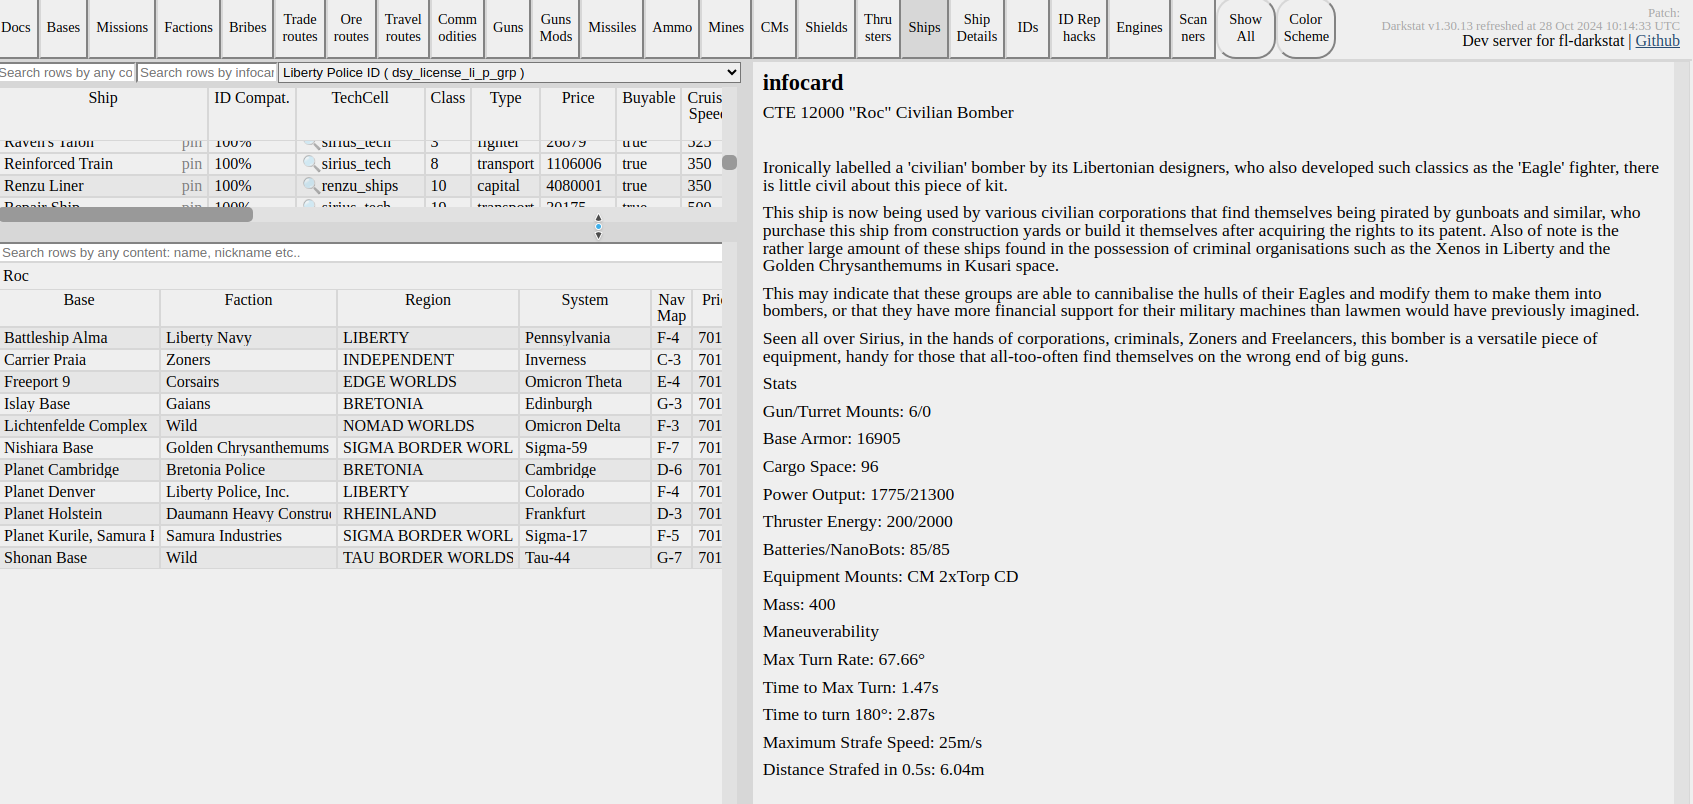 Docs Bases Missions Factions Bribes Trade routes Ore routes Travel routes Comm odities Guns Guns Mods Missiles Ammo Mines CMs Shields Thru sters Ships Ship Details IDs ID Rep hacks Engines Scan ners Show All Color Scheme
Patch:
Darkstat v1.30.13 refreshed at 28 Oct 2024 10:14:33 UTC
Dev server for fl-darkstat | Github
Search rows by any co Search rows by infocar Liberty Police ID ( dsy_license_li_p_grp )
Ship ID Compat. TechCell Class Type Price Buyable Cruis Speed
Raven's Talon pin 100% 🔍sirius_tech 3 fighter 26879 true 325
Reinforced Train pin 100% 🔍sirius_tech 8 transport 1106006 true 350
Renzu Liner pin 100% 🔍renzu_ships 10 capital 4080001 true 350
Repair Ship pin 100% 🔍sirius_tech 19 transport 30175 true 500
Search rows by any content: name, nickname etc..
Roc
Base Faction Region System Nav Map Pri
Battleship Alma Liberty Navy LIBERTY Pennsylvania F-4 701
Carrier Praia Zoners INDEPENDENT Inverness C-3 701
Freeport 9 Corsairs EDGE WORLDS Omicron Theta E-4 701
Islay Base Gaians BRETONIA Edinburgh G-3 701
Lichtenfelde Complex Wild NOMAD WORLDS Omicron Delta F-3 701
Nishiara Base Golden Chrysanthemums SIGMA BORDER WORL Sigma-59 F-7 701
Planet Cambridge Bretonia Police BRETONIA Cambridge D-6 701
Planet Denver Liberty Police, Inc. LIBERTY Colorado F-4 701
Planet Holstein Daumann Heavy Constru RHEINLAND Frankfurt D-3 701
Planet Kurile, Samura Samura Industries SIGMA BORDER WORL Sigma-17 F-5 701
Shonan Base Wild TAU BORDER WORLDS Tau-44 G-7 701
infocard
CTE 12000 "Roc" Civilian Bomber
Ironically labelled a 'civilian' bomber by its Libertonian designers, who also developed such classics as the 'Eagle' fighter, there
is little civil about this piece of kit.
This ship is now being used by various civilian corporations that find themselves being pirated by gunboats and similar, who
purchase this ship from construction yards or build it themselves after acquiring the rights to its patent. Also of note is the
rather large amount of these ships found in the possession of criminal organisations such as the Xenos in Liberty and the
Golden Chrysanthemums in Kusari space.
This may indicate that these groups are able to cannibalise the hulls of their Eagles and modify them to make them into
bombers, or that they have more financial support for their military machines than lawmen would have previously imagined.
Seen all over Sirius, in the hands of corporations, criminals, Zoners and Freelancers, this bomber is a versatile piece of
equipment, handy for those that all-too-often find themselves on the wrong end of big guns.
Stats
Gun/Turret Mounts: 6/0
Base Armor: 16905
Cargo Space: 96
Power Output: 1775/21300
Thruster Energy: 200/2000
Batteries/NanoBots: 85/85
Equipment Mounts: CM 2xTorp CD
Mass: 400
Maneuverability
Max Turn Rate: 67.66°
Time to Max Turn: 1.47s
Time to turn 180°: 2.87s
Maximum Strafe Speed: 25m/s
Distance Strafed in 0.5s: 6.04m